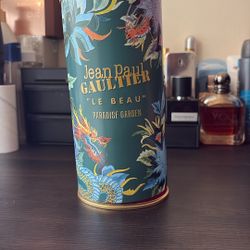 Jean Paul
GAULTIER
"LE BEAU"
PARADISE GARDEN